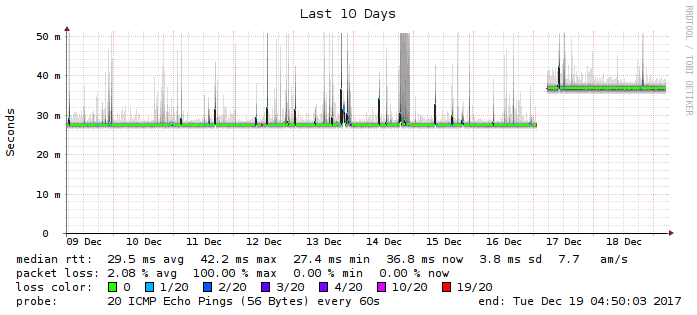 Last 10 Days
RRDTOOL / TOBI OETIKER
Seconds
50 m
40 m
30 m
20 m
10 m
0
09 Dec 10 Dec 11 Dec 12 Dec 13 Dec 14 Dec 15 Dec 16 Dec 17 Dec 18 Dec
median rtt: 29.5 ms avg 42.2 ms max 27.4 ms min 36.8 ms now 3.8 ms sd 7.7 am/s
packet loss: 2.08 % avg 100.00 % max 0.00 % min 0.00 % now
loss color: 0 1/20 2/20 3/20 4/20 10/20 19/20
probe: 20 ICMP Echo Pings (56 Bytes) every 60s end: Tue Dec 19 04:50:03 2017